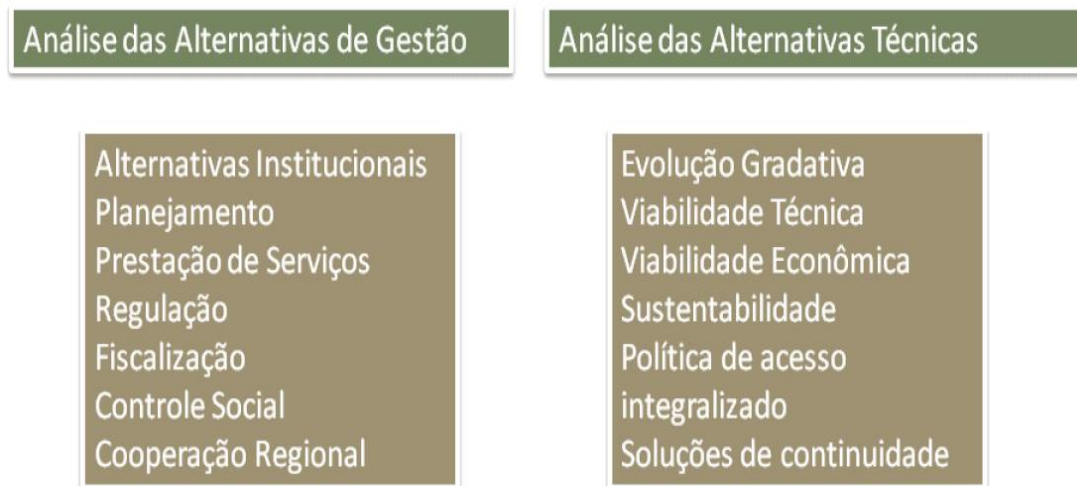 Análise das Alternativas de Gestão
Alternativas Institucionais
Planejamento
Prestação de Serviços
Regulação
Fiscalização
Controle Social
Cooperação Regional
Análise das Alternativas Técnicas
Evolução Gradativa
Viabilidade Técnica
Viabilidade Econômica
Sustentabilidade
Política de acesso
integralizado
Soluções de continuidade